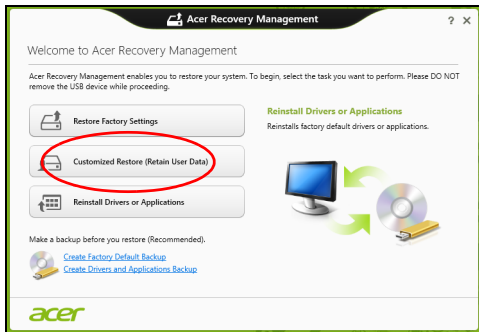 Acer Recovery Management
? X
Welcome to Acer Recovery Management
Acer Recovery Management enables you to restore your system. To begin, select the task you want to perform. Please DO NOT
remove the USB device while proceeding.
Restore Factory Settings
Customized Restore (Retain User Data)
Reinstall Drivers or Applications
Reinstall Drivers or Applications
Reinstalls factory default drivers or applications.
Make a backup before you restore (Recommended).
Create Factory Default Backup
Create Drivers and Applications Backup
acer